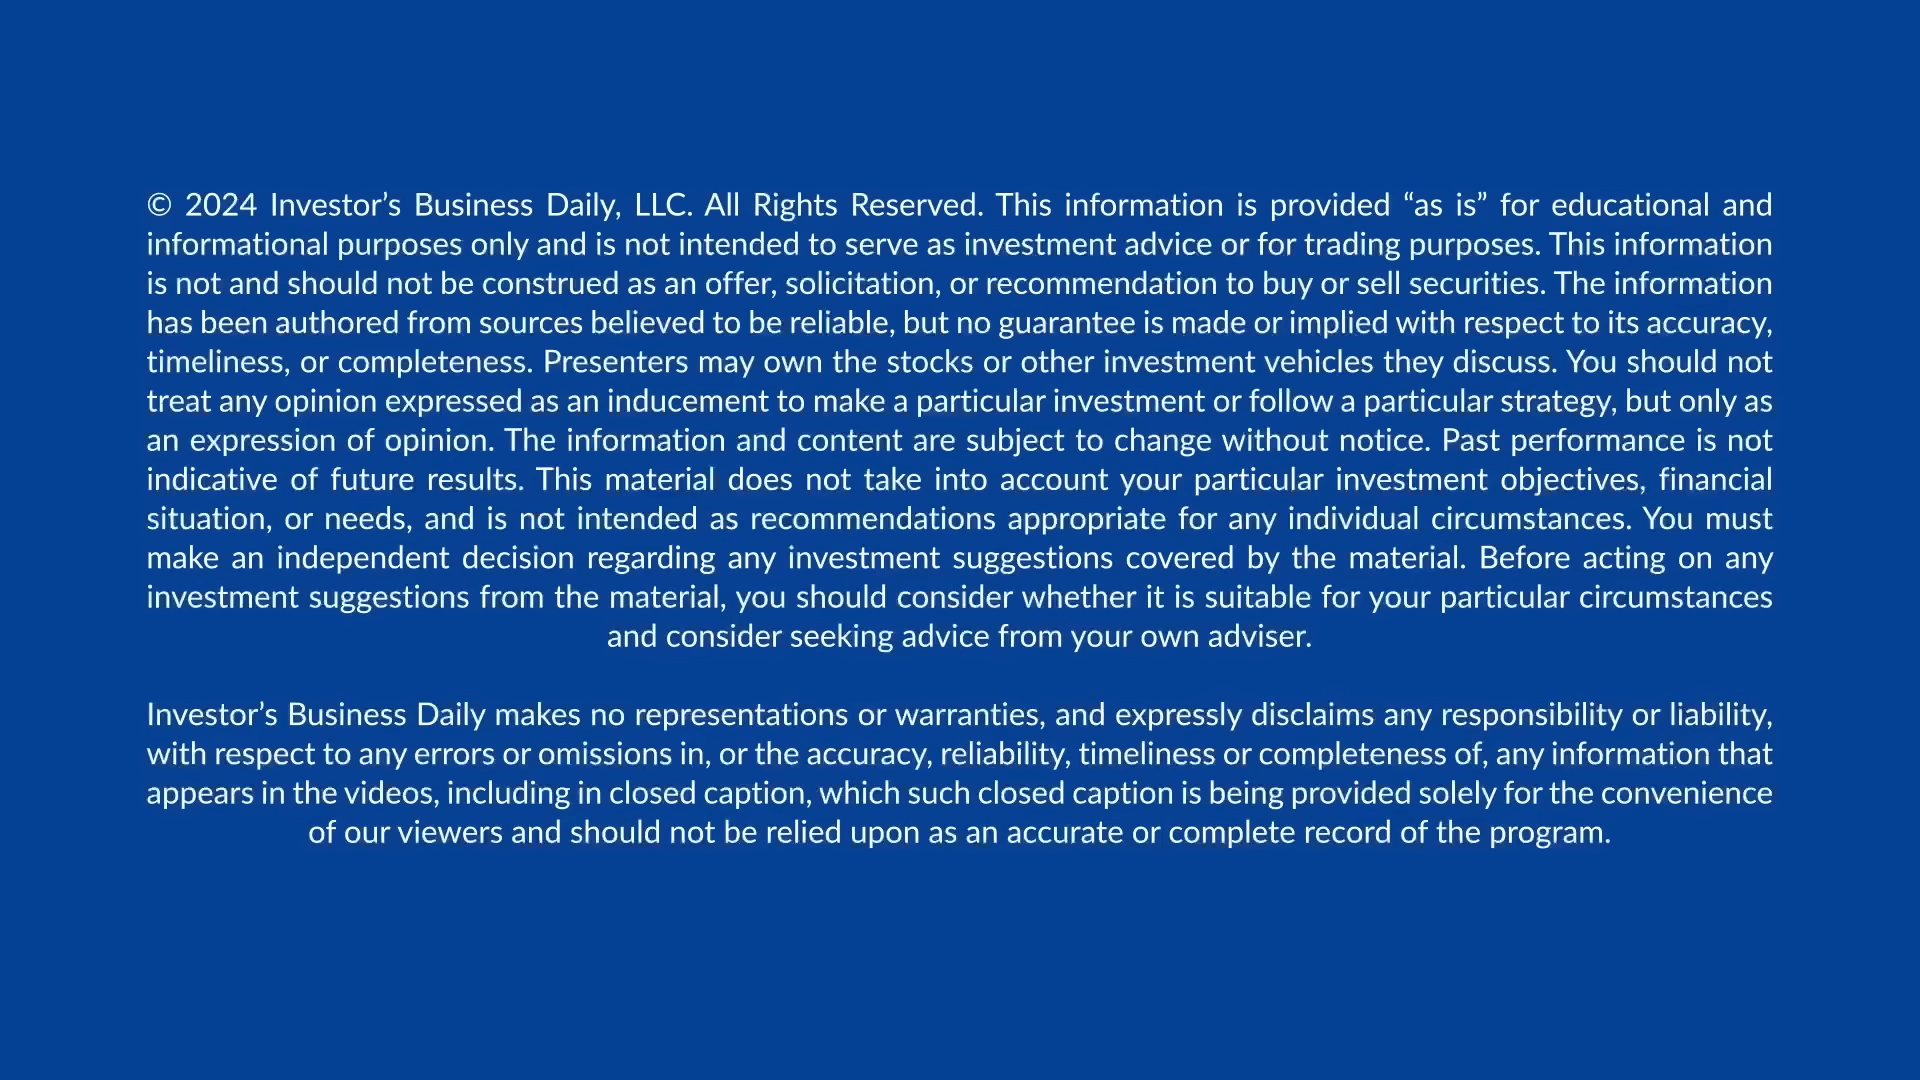 © 2024 Investor’s Business Daily, LLC. All Rights Reserved. This information is provided “as is” for educational and
informational purposes only and is not intended to serve as investment advice or for trading purposes. This information
is not and should not be construed as an offer, solicitation, or recommendation to buy or sell securities. The information
has been authored from sources believed to be reliable, but no guarantee is made or implied with respect to its accuracy,
timeliness, or completeness. Presenters may own the stocks or other investment vehicles they discuss. You should not
treat any opinion expressed as an inducement to make a particular investment or follow a particular strategy, but only as
an expression of opinion. The information and content are subject to change without notice. Past performance is not
indicative of future results. This material does not take into account your particular investment objectives, financial
situation, or needs, and is not intended as recommendations appropriate for any individual circumstances. You must
make an independent decision regarding any investment suggestions covered by the material. Before acting on any
investment suggestions from the material, you should consider whether it is suitable for your particular circumstances
and consider seeking advice from your own adviser.
Investor’s Business Daily makes no representations or warranties, and expressly disclaims any responsibility or liability,
with respect to any errors or omissions in, or the accuracy, reliability, timeliness or completeness of, any information that
appears in the videos, including in closed caption, which such closed caption is being provided solely for the convenience
of our viewers and should not be relied upon as an accurate or complete record of the program.